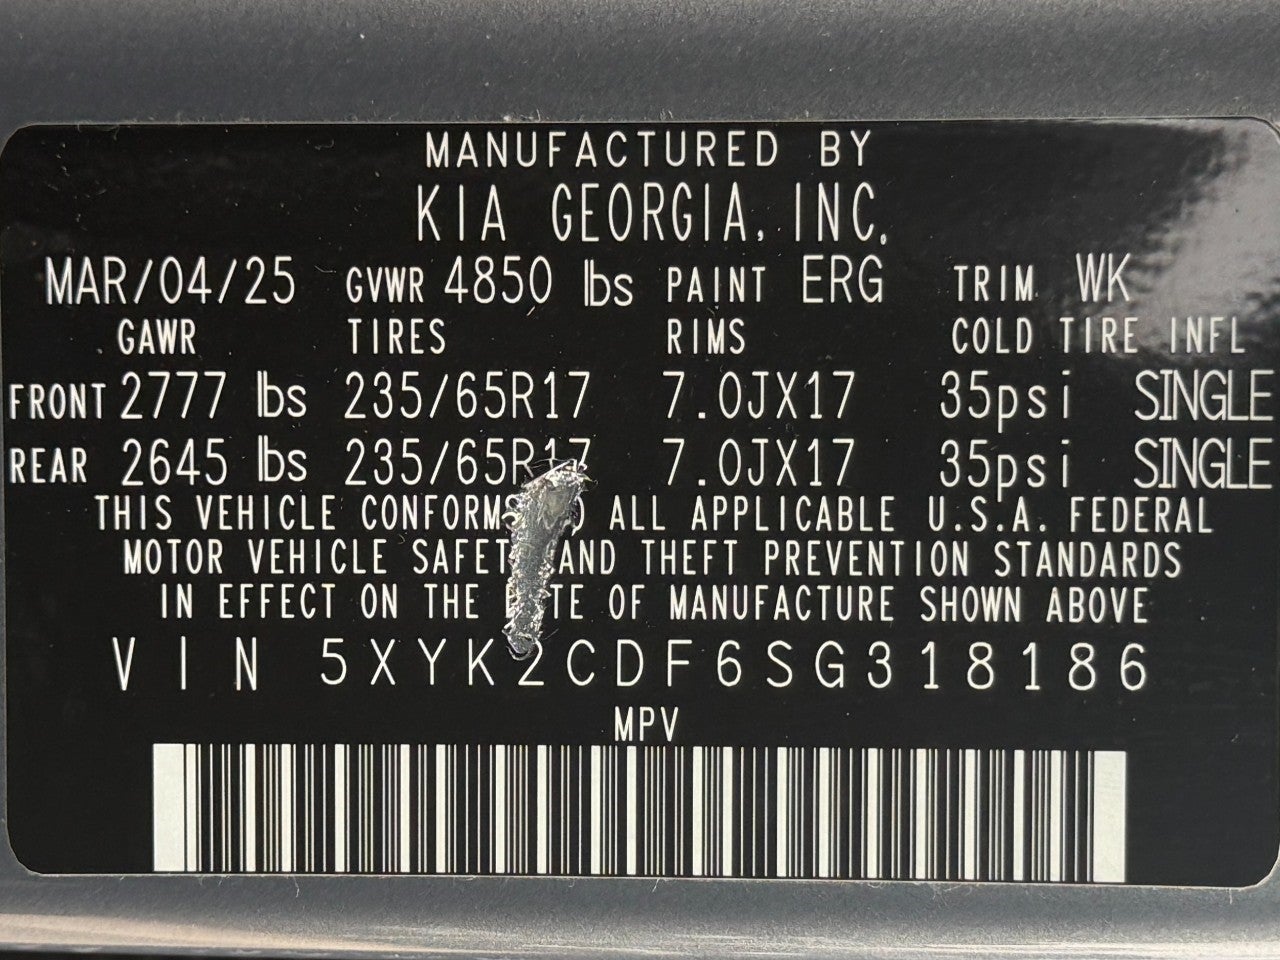 MANUFACTURED BY
KIA GEORGIA, INC.
MAR/04/25 GVWR 4850 lbs PAINT ERG TRIM WK
GAWR TIRES RIMS COLD TIRE INFL
FRONT 2777 lbs 235/65R17 7.0JX17 35psi SINGLE
REAR 2645 lbs 235/65R17 7.0JX17 35psi SINGLE
THIS VEHICLE CONFORM ALL APPLICABLE U.S.A. FEDERAL
MOTOR VEHICLE SAFET AND THEFT PREVENTION STANDARDS
IN EFFECT ON THE TE OF MANUFACTURE SHOWN ABOVE
VIN 5XYK2CDF6SG318186
MPV